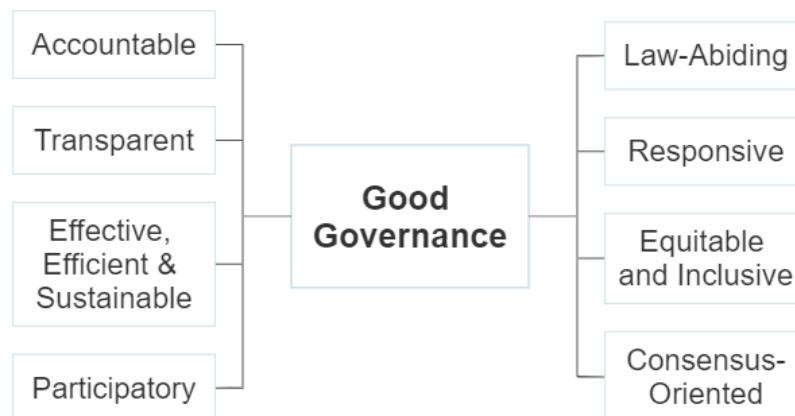 Accountable
Transparent
Effective,
Efficient &
Sustainable
Participatory
Good
Governance
Law-Abiding
Responsive
Equitable
and Inclusive
Consensus-
Oriented